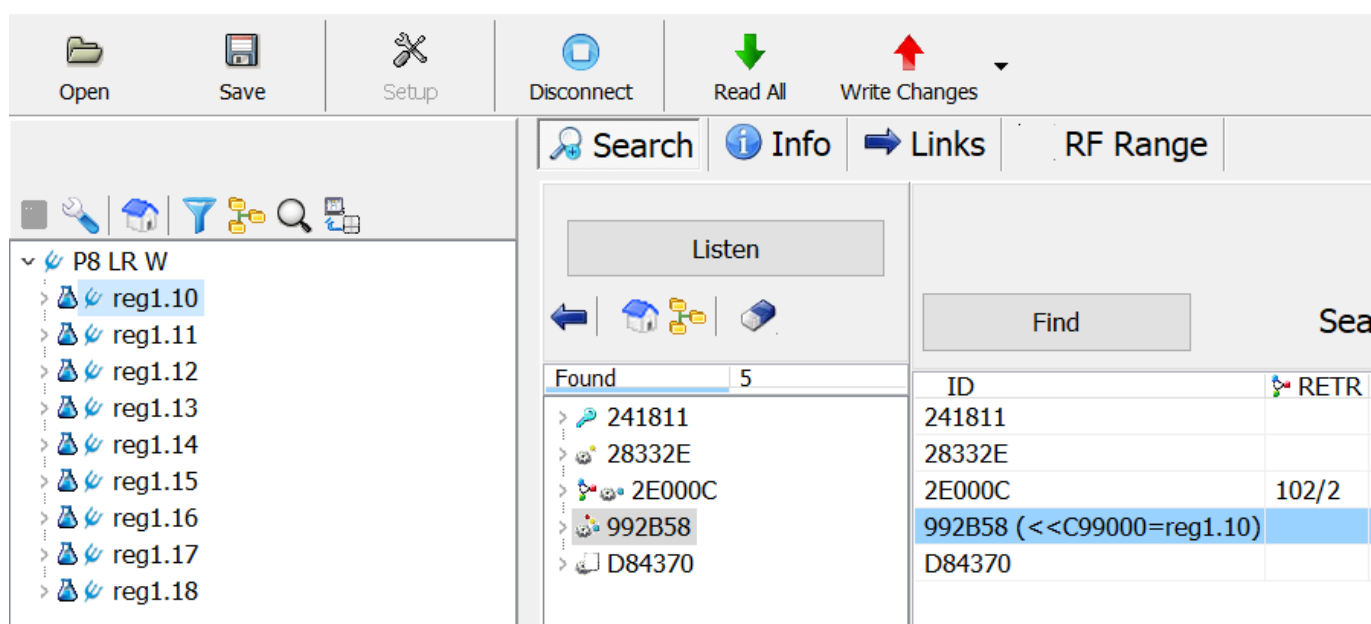 Open Save Setup Disconnect Read All Write Changes
Search Info Links RF Range
P8 LR W
reg1.10
reg1.11
reg1.12
reg1.13
reg1.14
reg1.15
reg1.16
reg1.17
reg1.18
Listen
Found 5
241811
28332E
2E000C
992B58
D84370
Find Sea
ID RETR
241811
28332E
2E000C 102/2
992B58 (<<C99000=reg1.10)
D84370